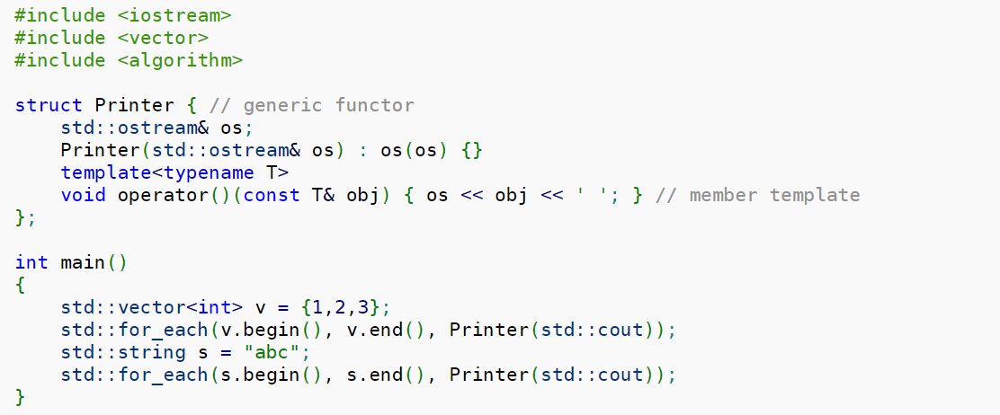 #include <iostream>
#include <vector>
#include <algorithm>

struct Printer { // generic functor
    std::ostream& os;
    Printer(std::ostream& os) : os(os) {}
    template<typename T>
    void operator()(const T& obj) { os << obj << ' '; } // member template
};

int main()
{
    std::vector<int> v = {1,2,3};
    std::for_each(v.begin(), v.end(), Printer(std::cout));
    std::string s = "abc";
    std::for_each(s.begin(), s.end(), Printer(std::cout));
}